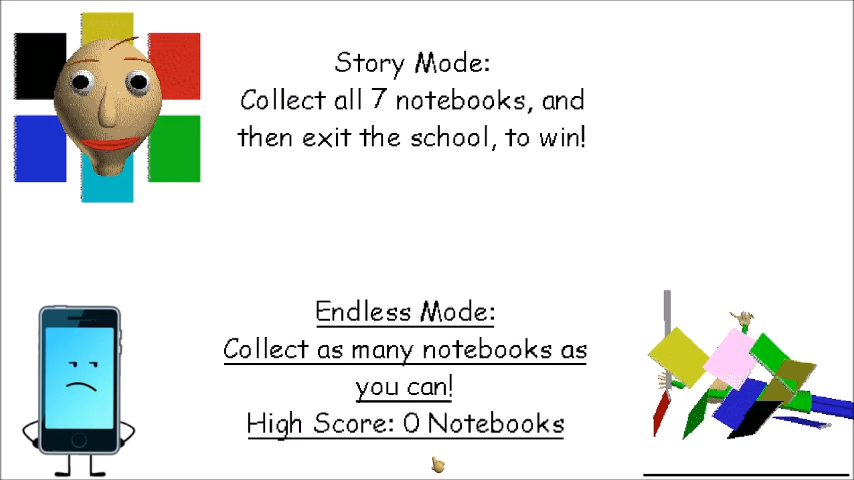 Story Mode:
Collect all 7 notebooks, and
then exit the school, to win!
Endless Mode:
Collect as many notebooks as
you can!
High Score: 0 Notebooks